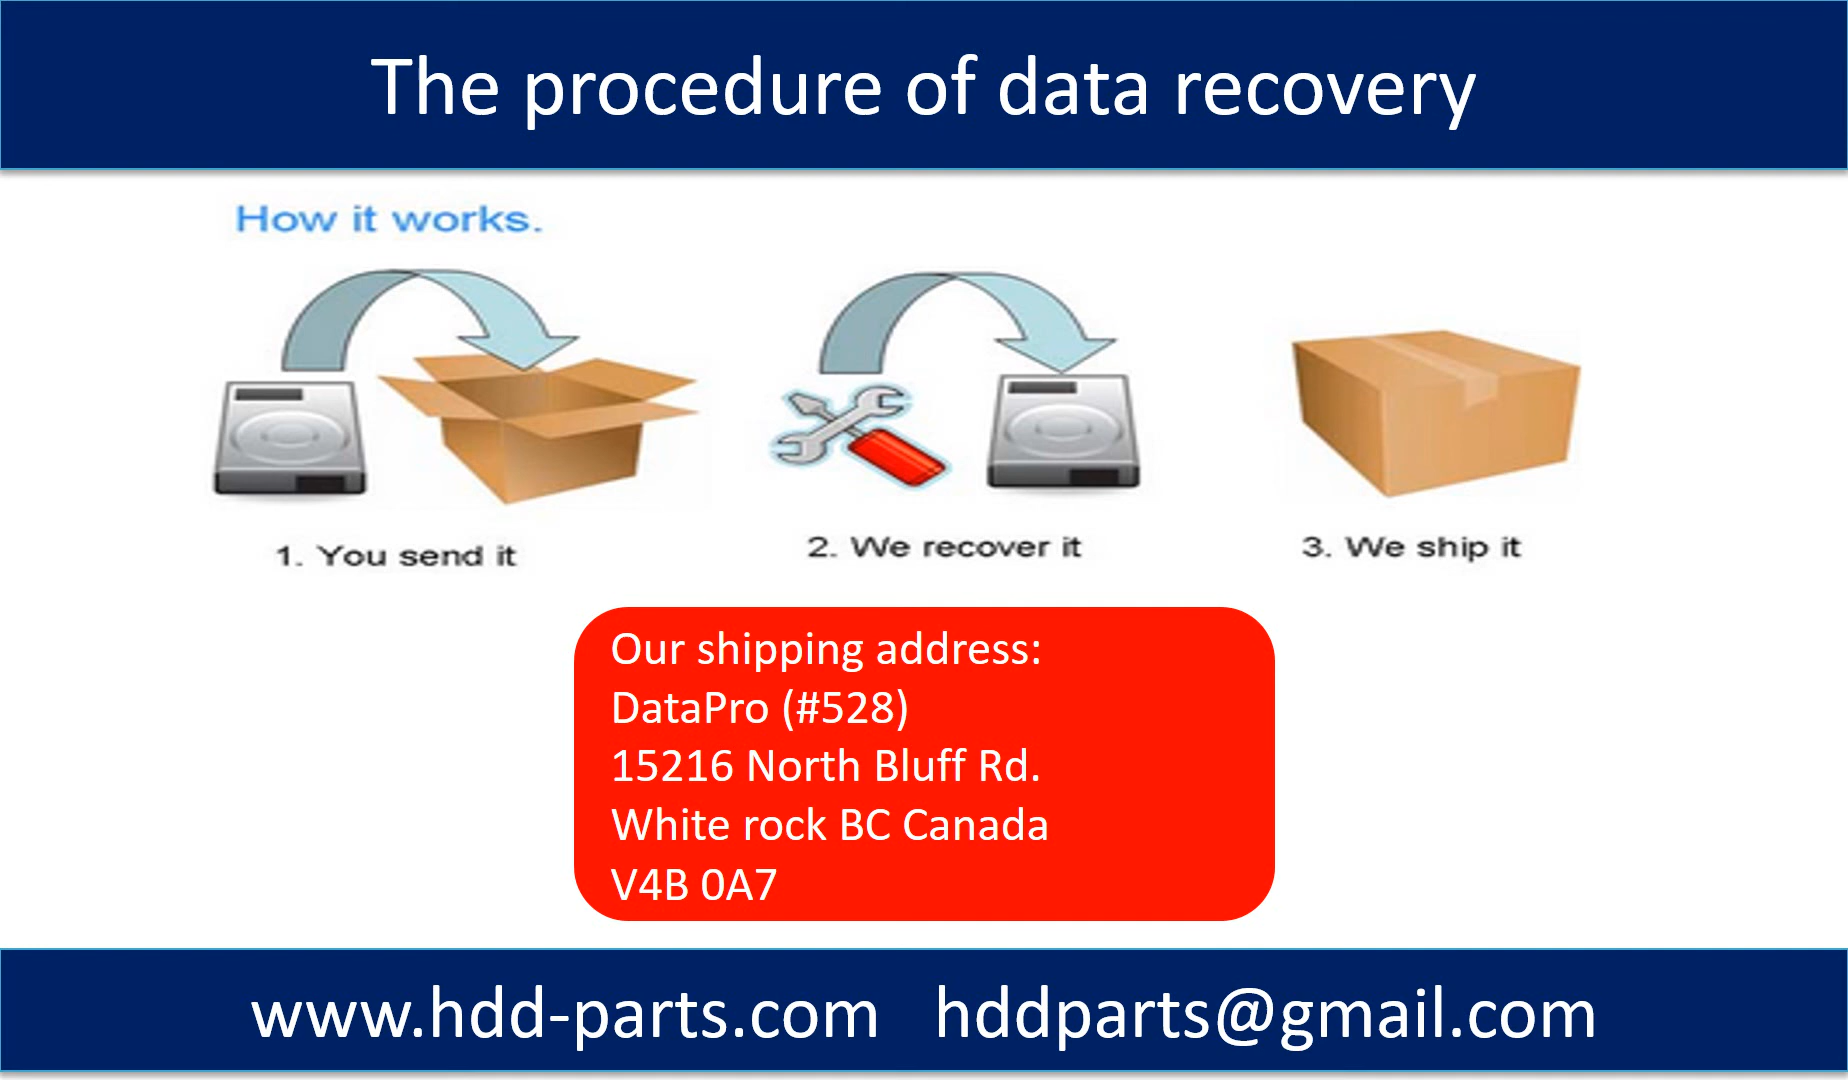 The procedure of data recovery
How it works.
1. You send it
2. We recover it
3. We ship it
Our shipping address:
DataPro (#528)
15216 North Bluff Rd.
White rock BC Canada
V4B 0A7
www.hdd-parts.com hddparts@gmail.com